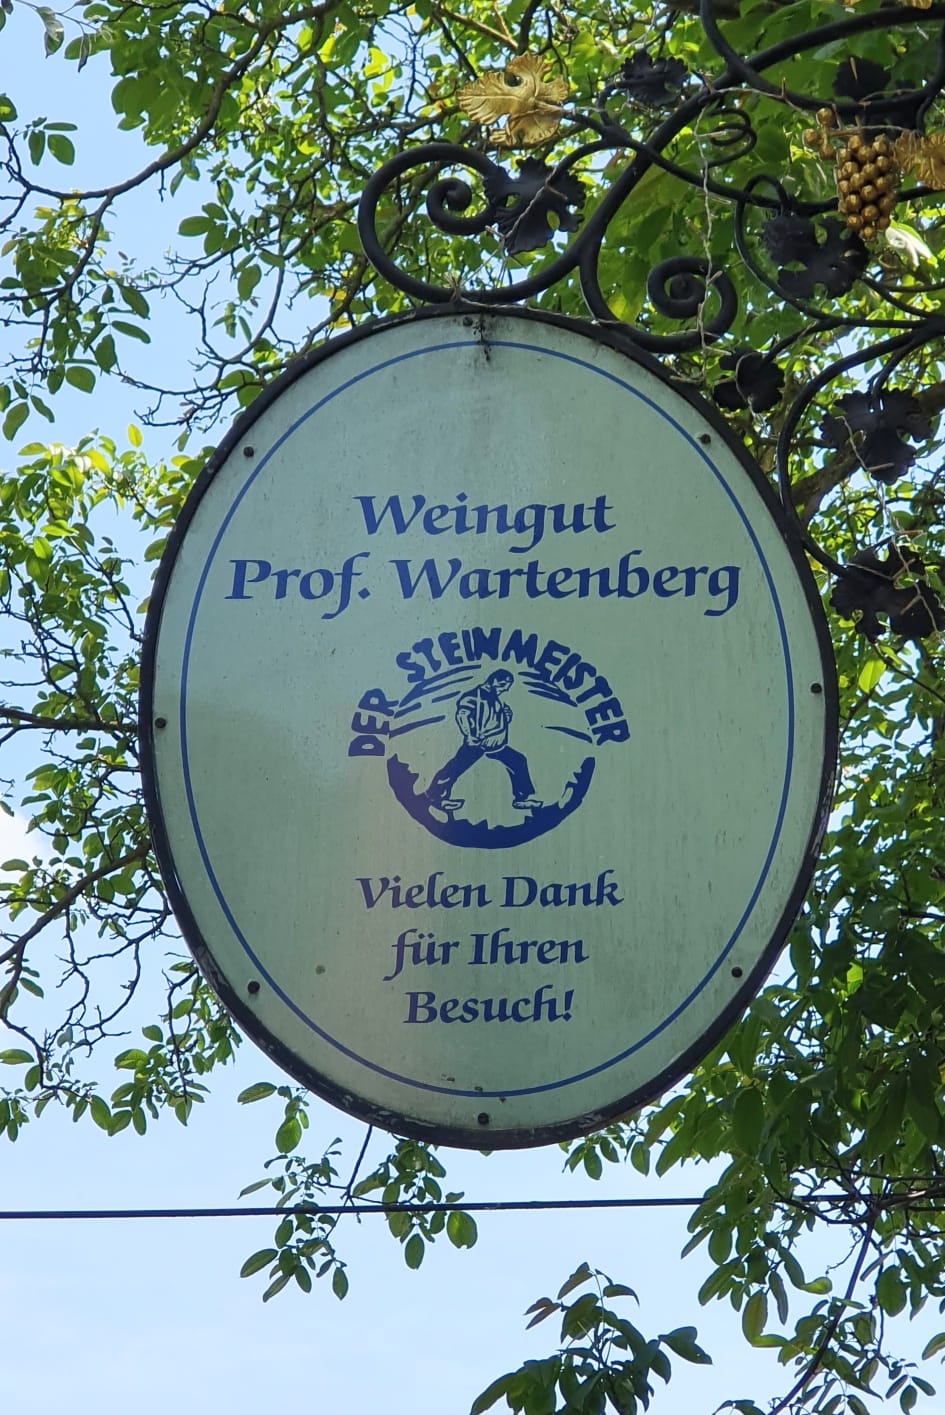 Weingut
Prof. Wartenberg
DER STEINMEISTER
Vielen Dank
für Ihren
Besuch!